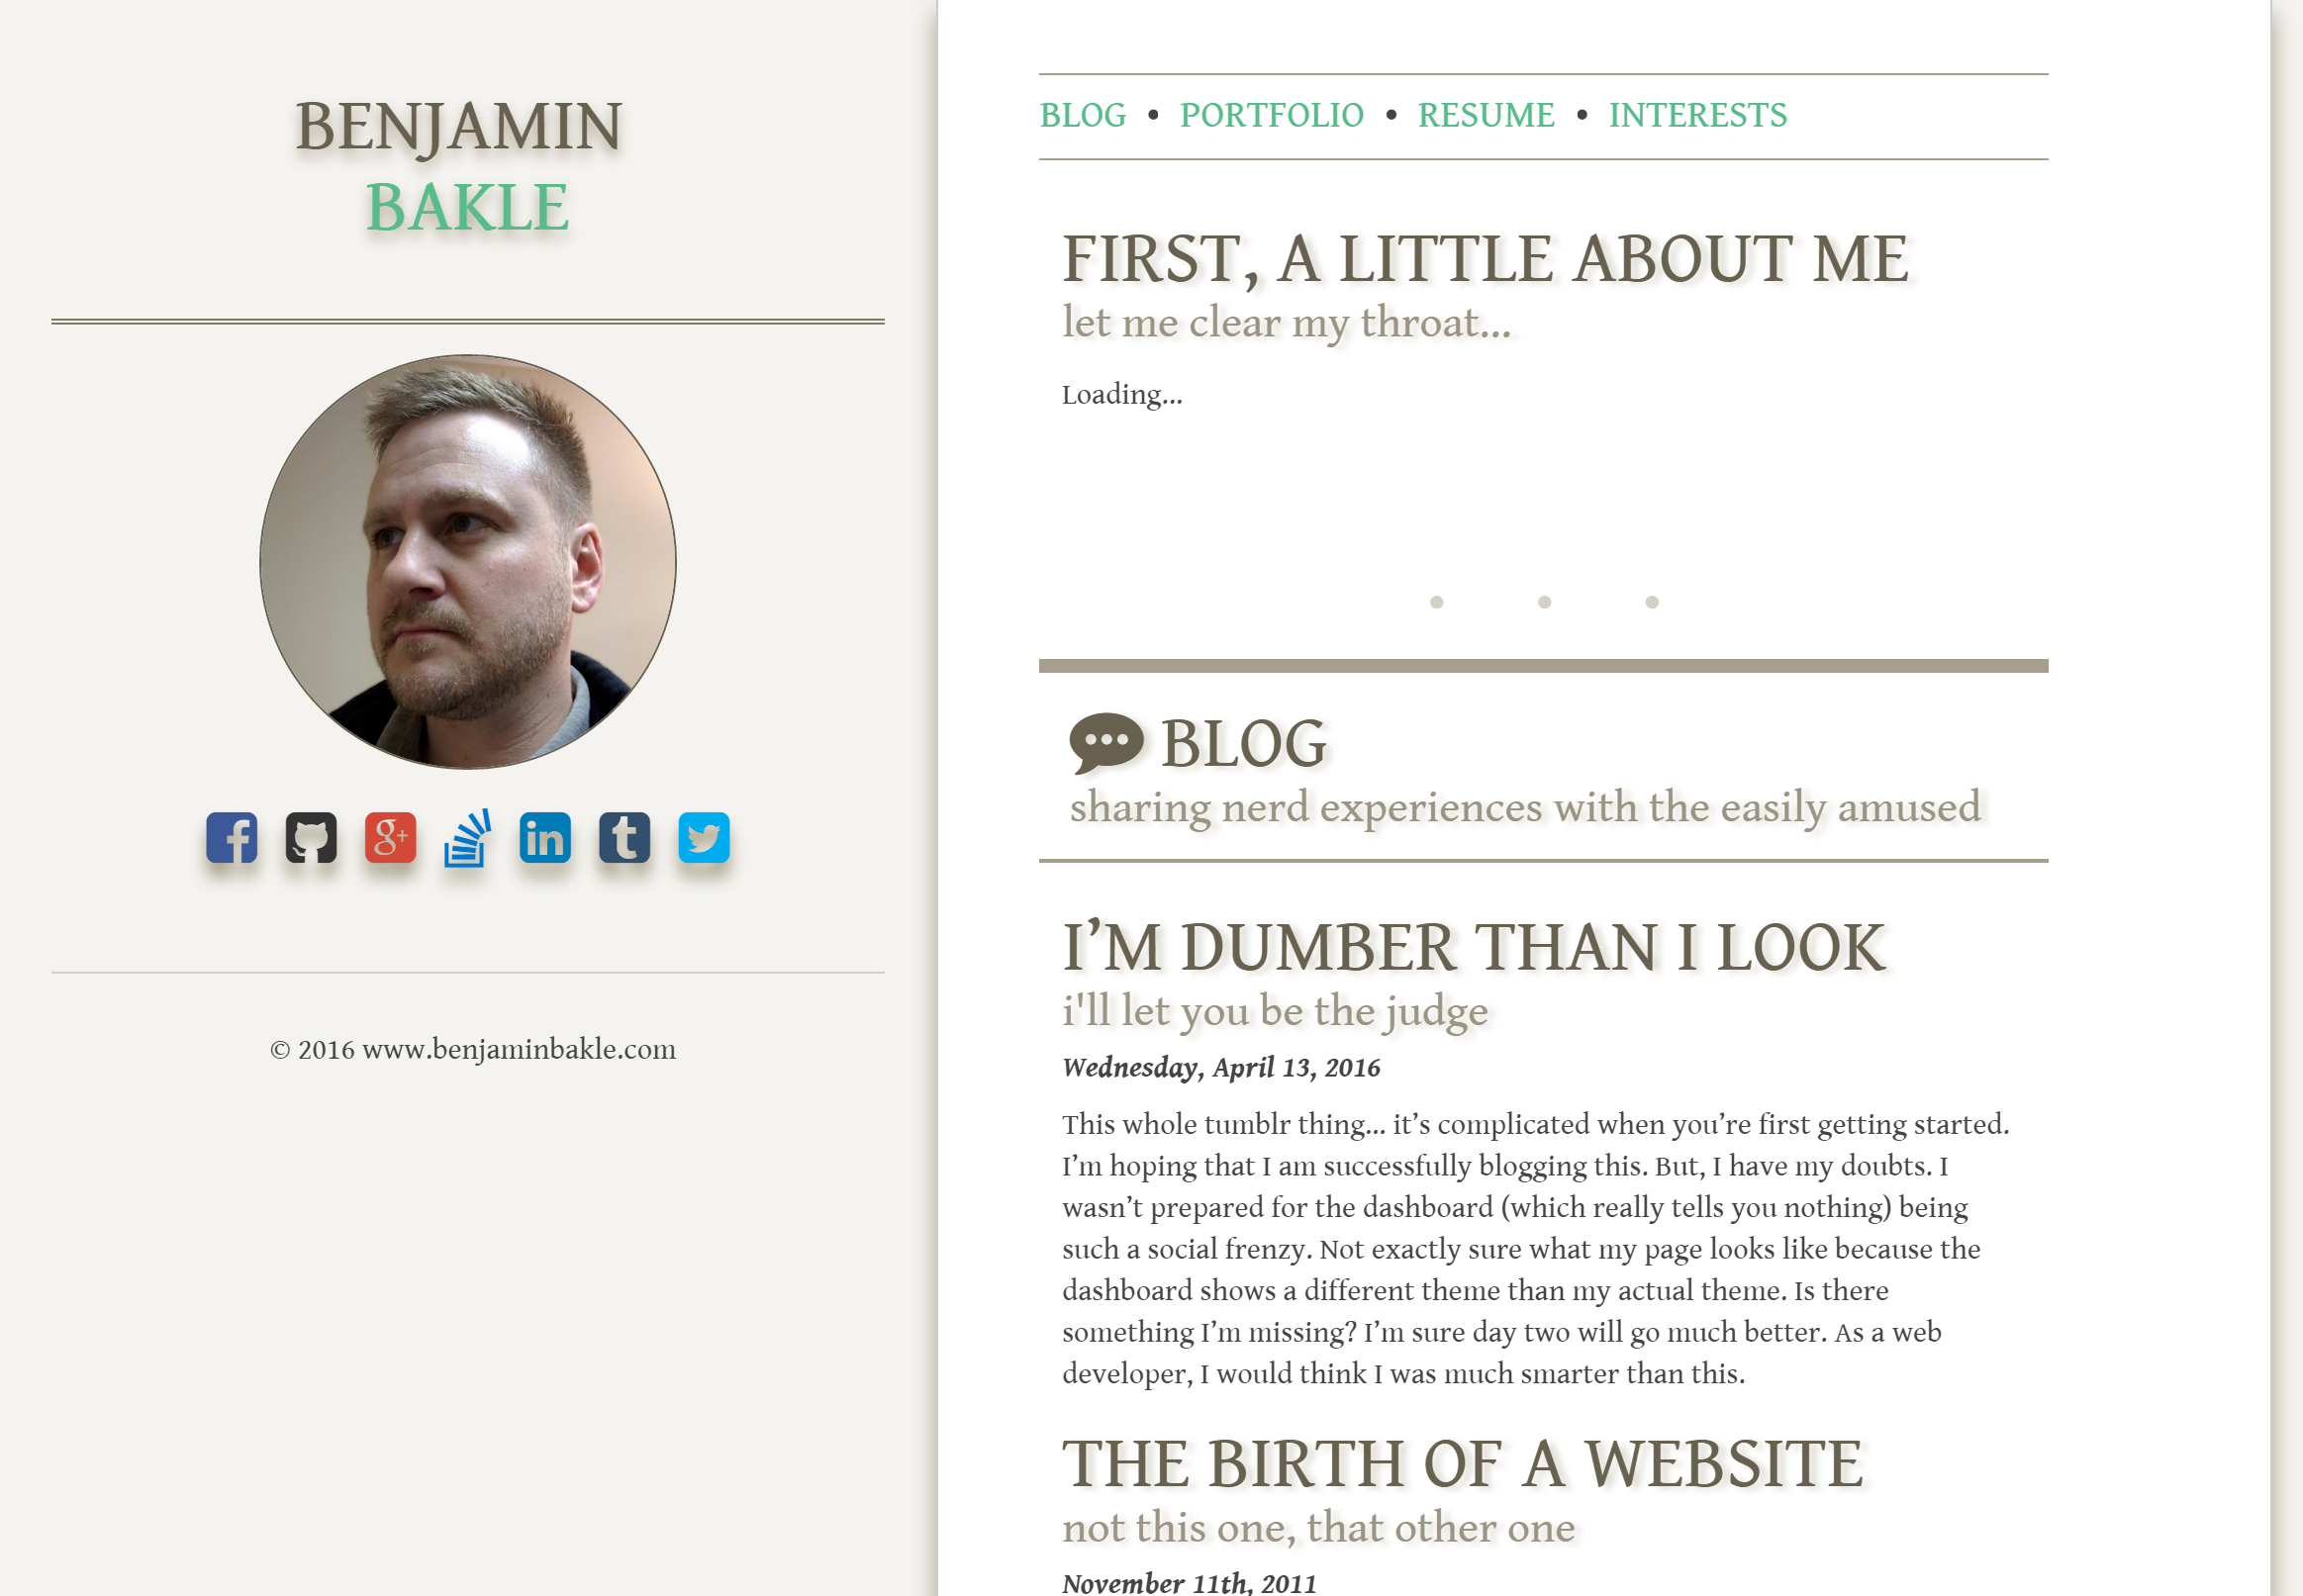 BENJAMIN
BAKLE
© 2016 www.benjaminbakle.com
BLOG • PORTFOLIO • RESUME • INTERESTS
FIRST, A LITTLE ABOUT ME
let me clear my throat...
Loading...
BLOG
sharing nerd experiences with the easily amused
I’M DUMBER THAN I LOOK
i'll let you be the judge
Wednesday, April 13, 2016
This whole tumblr thing... it’s complicated when you’re first getting started.
I’m hoping that I am successfully blogging this. But, I have my doubts. I
wasn’t prepared for the dashboard (which really tells you nothing) being
such a social frenzy. Not exactly sure what my page looks like because the
dashboard shows a different theme than my actual theme. Is there
something I’m missing? I’m sure day two will go much better. As a web
developer, I would think I was much smarter than this.
THE BIRTH OF A WEBSITE
not this one, that other one
November 11th, 2011